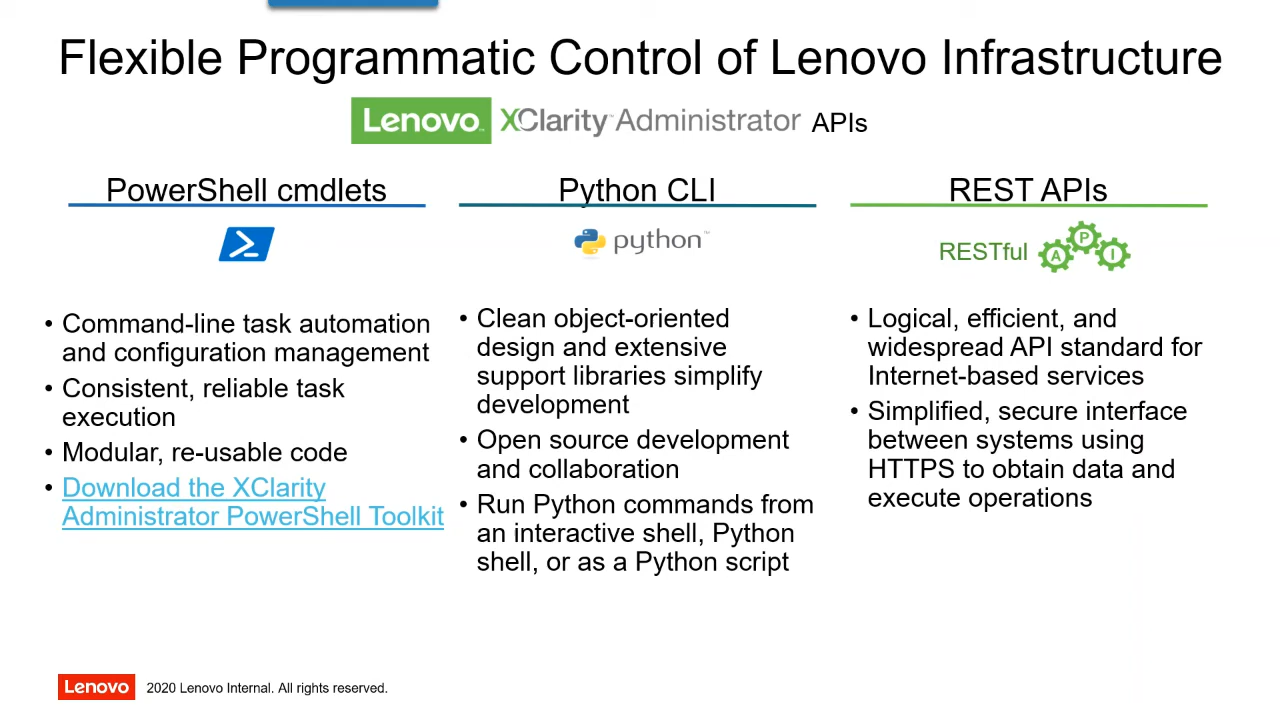 Flexible Programmatic Control of Lenovo Infrastructure
Lenovo™ XClarity™ Administrator APIs
PowerShell cmdlets
• Command-line task automation
and configuration management
• Consistent, reliable task
execution
• Modular, re-usable code
• Download the XClarity
Administrator PowerShell Toolkit
Python CLI
python™
• Clean object-oriented
design and extensive
support libraries simplify
development
• Open source development
and collaboration
• Run Python commands from
an interactive shell, Python
shell, or as a Python script
REST APIs
RESTful API
• Logical, efficient, and
widespread API standard for
Internet-based services
• Simplified, secure interface
between systems using
HTTPS to obtain data and
execute operations
Lenovo 2020 Lenovo Internal. All rights reserved.